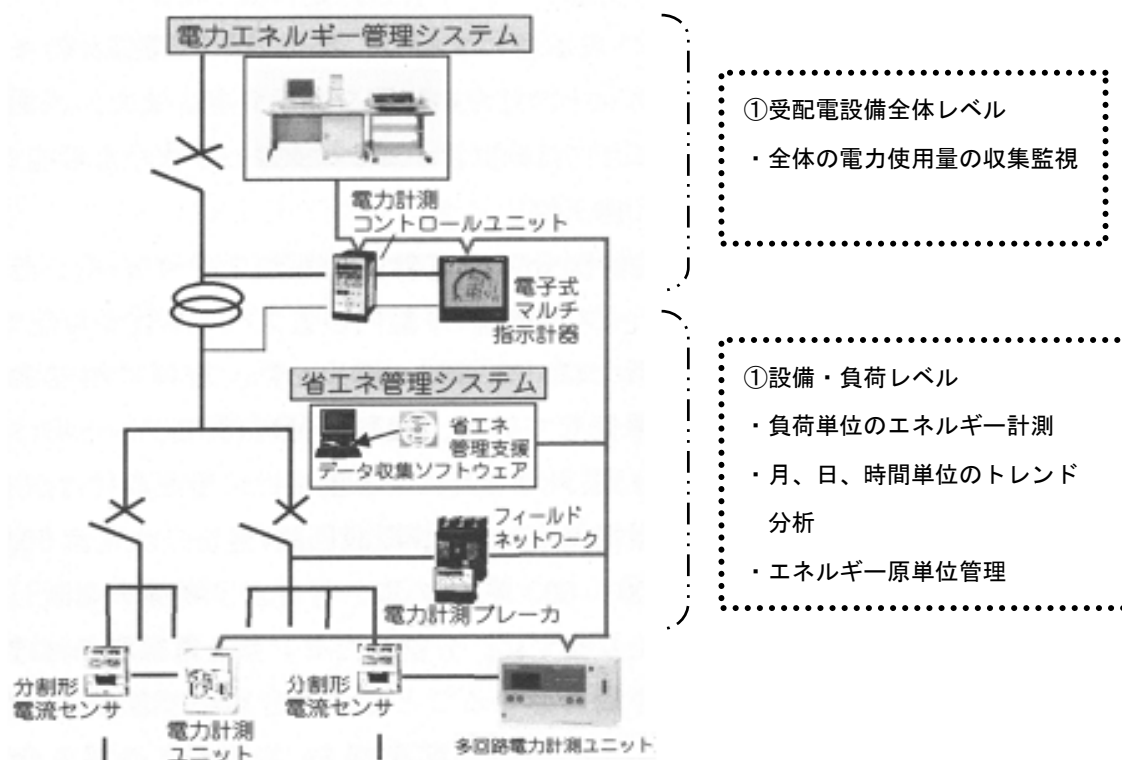 電力エネルギー管理システム
電力計測
コントロールユニット
電子式
マルチ
指示計器
省エネ管理システム
省エネ
管理支援
データ収集ソフトウェア
フィールド
ネットワーク
電力計測ブレーカ
分割形
電流センサ
電力計測
ユニット
分割形
電流センサ
多回路電力計測ユニット
①受配電設備全体レベル
・全体の電力使用量の収集監視
①設備・負荷レベル
・負荷単位のエネルギー計測
・月、日、時間単位のトレンド
分析
・エネルギー原単位管理